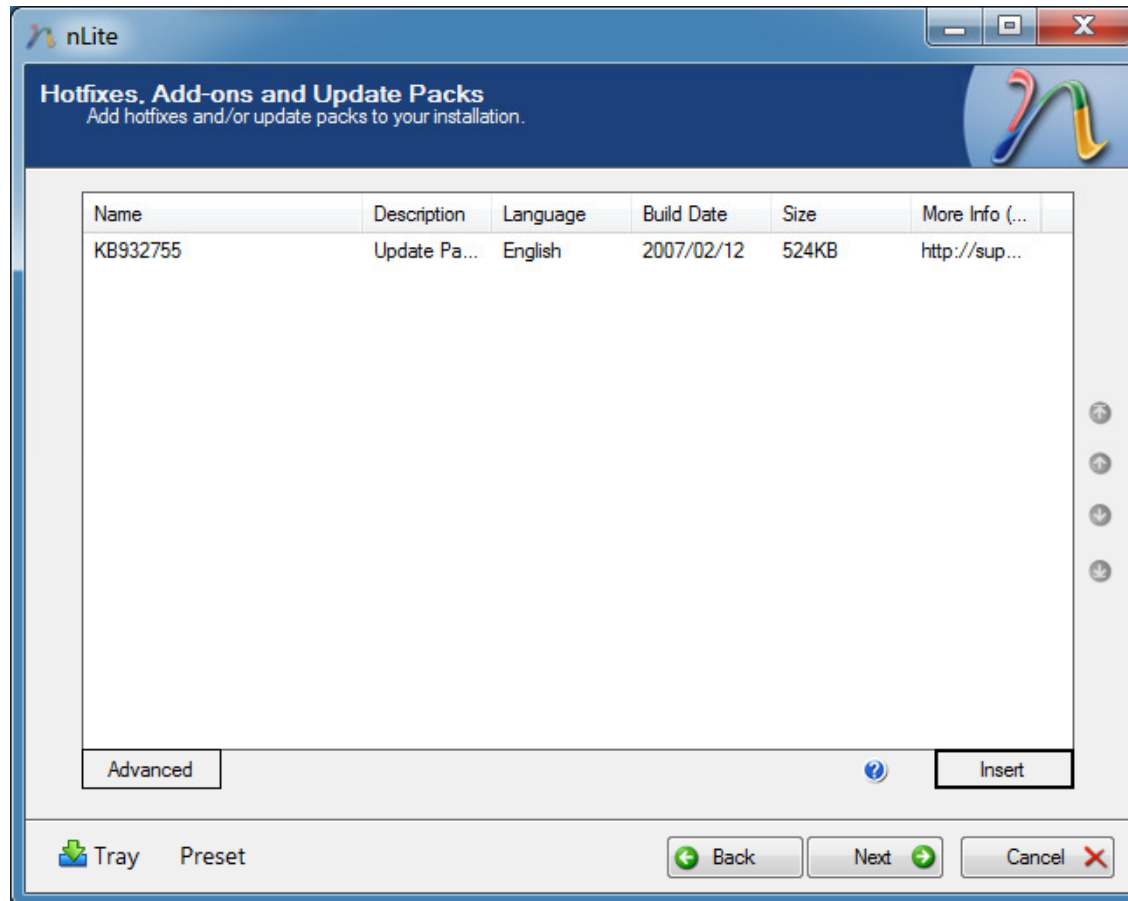 nLite
Hotfixes, Add-ons and Update Packs
Add hotfixes and/or update packs to your installation.
Name Description Language Build Date Size More Info (...
KB932755 Update Pa... English 2007/02/12 524KB http://sup...
Advanced Insert
Tray Preset Back Next Cancel